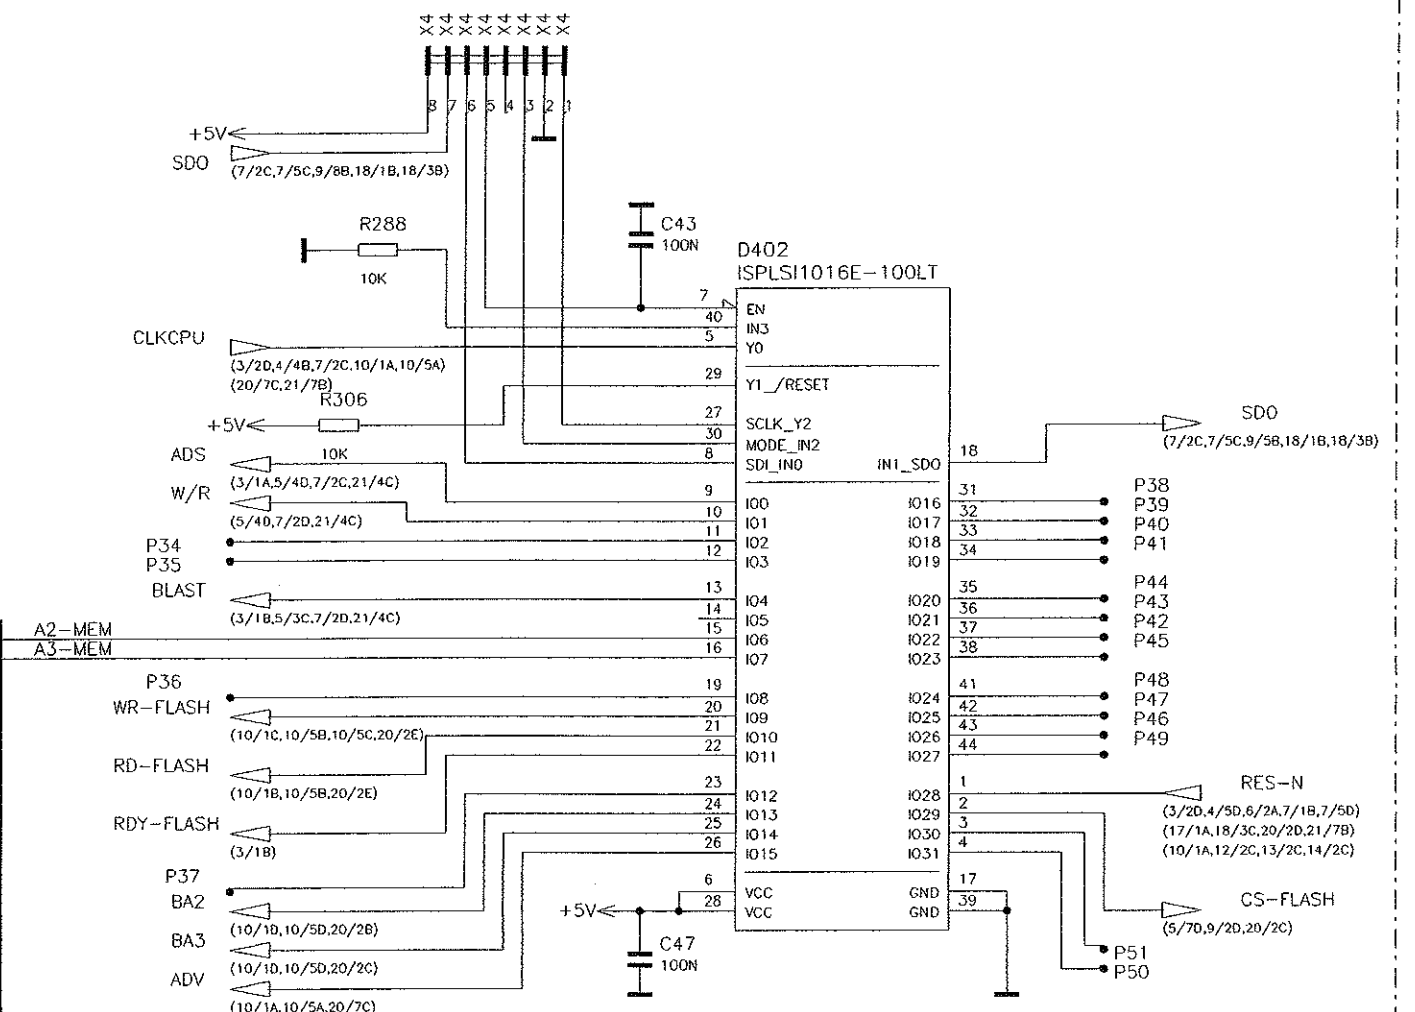 X4 X4 X4 X4 X4 X4 X4 X4
8 7 6 5 4 3 2 1
+5V
SDO
(7/2C,7/5C,9/8B,18/1B,18/3B)
R288
10K
C43
100N
D402
ISPLSI1016E-100LT
7 EN
40 IN3
CLKCPU
5 Y0
(3/2D,4/4B,7/2C,10/1A,10/5A)
(20/7C,21/7B)
29 Y1_/RESET
R306
+5V
10K
27 SCLK_Y2
30 MODE_IN2
8 SDI_IN0
IN1_SDO 18
SDO
(7/2C,7/5C,9/5B,18/1B,18/3B)
ADS
(3/1A,5/4D,7/2C,21/4C)
9 IO0
IO16 31 P38
W/R
(5/4D,7/2D,21/4C)
10 IO1
IO17 32 P39
P34
11 IO2
IO18 33 P40
P35
12 IO3
IO19 34 P41
BLAST
(3/1B,5/3C,7/2D,21/4C)
13 IO4
IO20 35 P44
14 IO5
IO21 36 P43
A2-MEM
15 IO6
IO22 37 P42
A3-MEM
16 IO7
IO23 38 P45
P36
19 IO8
IO24 41 P48
WR-FLASH
(10/1C,10/5B,10/5C,20/2E)
20 IO9
IO25 42 P47
21 IO10
IO26 43 P46
RD-FLASH
(10/1B,10/5B,20/2E)
22 IO11
IO27 44 P49
23 IO12
IO28 1
RES-N
(3/2D,4/5D,6/2A,7/1B,7/5D)
(17/1A,18/3C,20/2D,21/7B)
(10/1A,12/2C,13/2C,14/2C)
24 IO13
IO29 2
RDY-FLASH
(3/1B)
25 IO14
IO30 3
26 IO15
IO31 4
P37
6 VCC
GND 17
BA2
(10/1D,10/5D,20/2B)
+5V
28 VCC
GND 39
CS-FLASH
(5/7D,9/2D,20/2C)
BA3
(10/1D,10/5D,20/2C)
C47
100N
P51
P50
ADV
(10/1A,10/5A,20/7C)